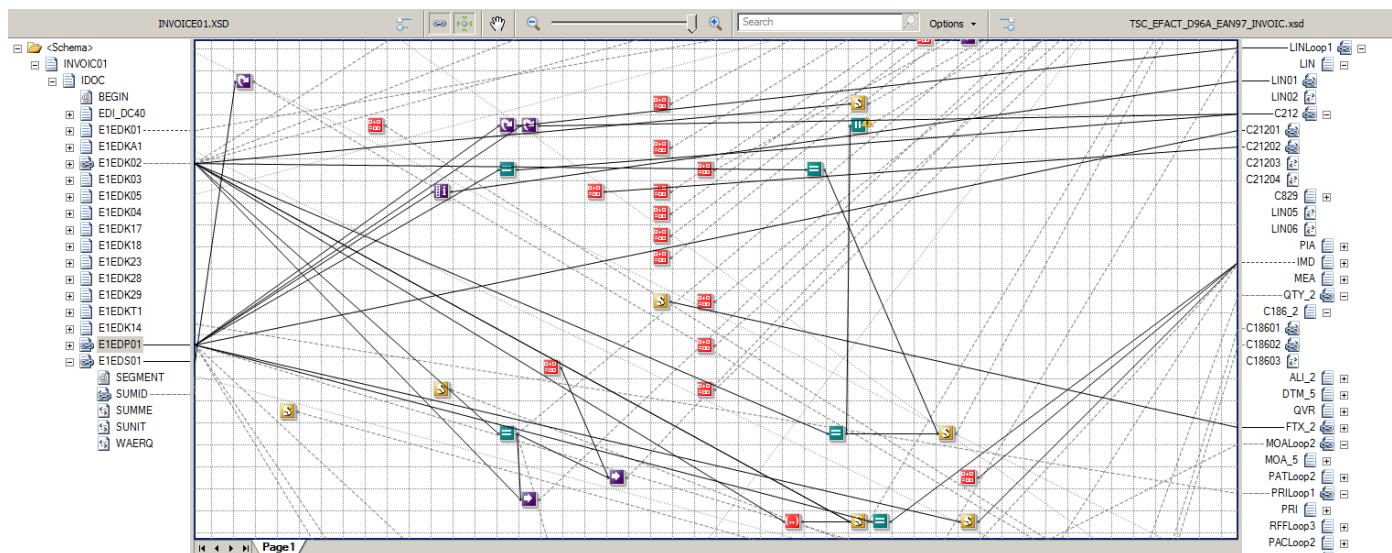 INVOICE01.XSD
Search
Options
TSC_EFACT_D96A_EAN97_INVOIC.xsd
<Schema>
INVOIC01
IDOC
BEGIN
EDI_DC40
E1EDK01
E1EDKA1
E1EDK02
E1EDK03
E1EDK05
E1EDK04
E1EDK17
E1EDK18
E1EDK23
E1EDK28
E1EDK29
E1EDKT1
E1EDK14
E1EDP01
E1EDS01
SEGMENT
SUMID
SUMME
SUNIT
WAERQ
Page1
LINLoop1
LIN
LIN01
LIN02
C212
C21201
C21202
C21203
C21204
C829
LIN05
LIN06
PIA
IMD
MEA
QTY_2
C186_2
C18601
C18602
C18603
ALI_2
DTM_5
QVR
FTX_2
MOALoop2
MOA_5
PATLoop2
PRILoop1
PRI
RFFLoop3
PACLoop2